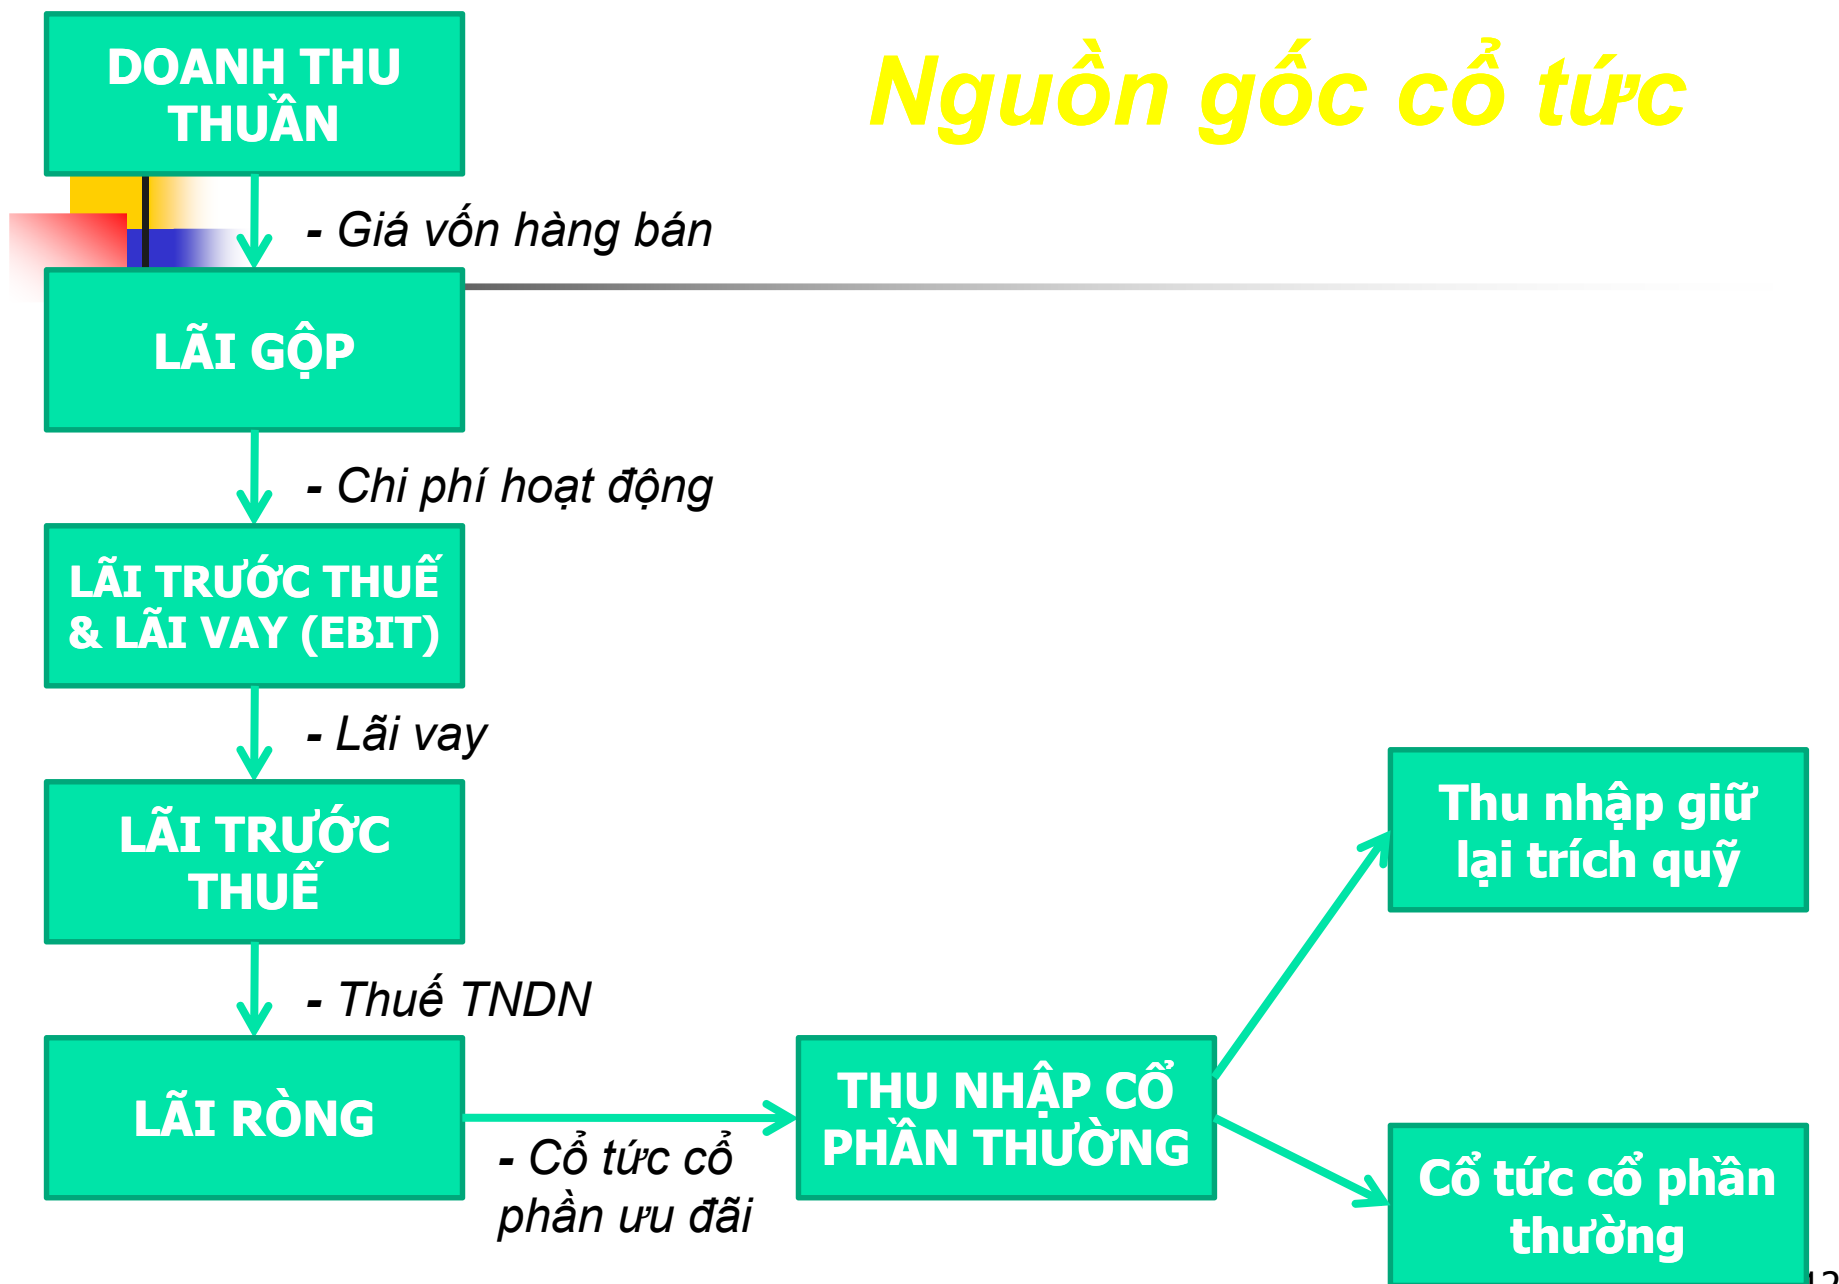 Nguồn gốc cổ tức
DOANH THU
THUẦN
- Giá vốn hàng bán
LÃI GỘP
- Chi phí hoạt động
LÃI TRƯỚC THUẾ
& LÃI VAY (EBIT)
- Lãi vay
LÃI TRƯỚC
THUẾ
- Thuế TNDN
LÃI RÒNG
- Cổ tức cổ
phần ưu đãi
THU NHẬP CỔ
PHẦN THƯỜNG
Thu nhập giữ
lại trích quỹ
Cổ tức cổ phần
thường